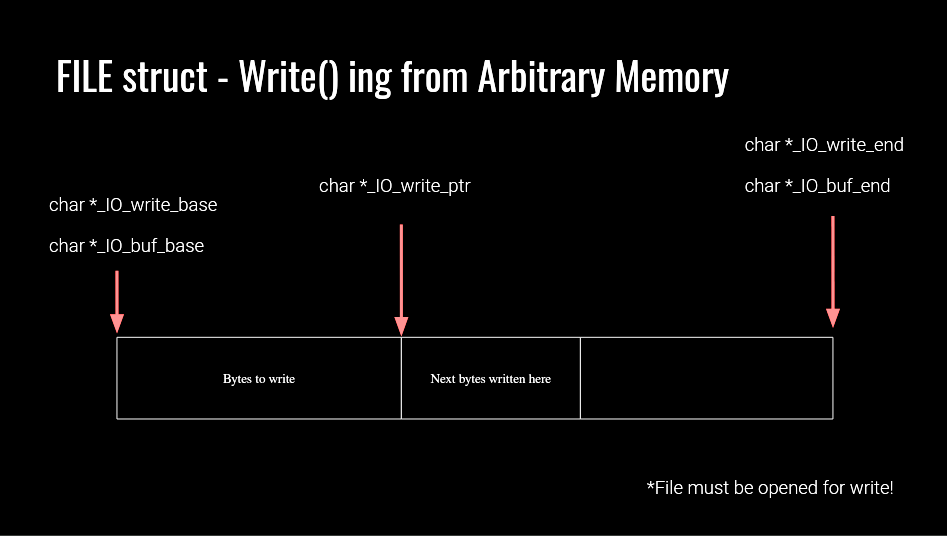 FILE struct - Write() ing from Arbitrary Memory
char *_IO_write_end
char *_IO_buf_end
char *_IO_write_ptr
char *_IO_write_base
char *_IO_buf_base
Bytes to write
Next bytes written here
*File must be opened for write!